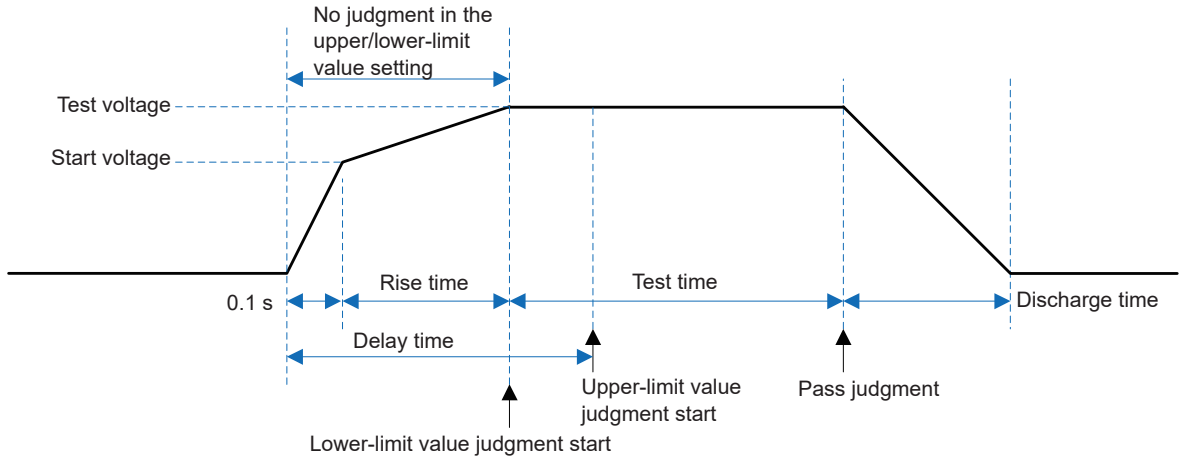 No judgment in the
upper/lower-limit
value setting
Test voltage
Start voltage
0.1 s
Rise time
Test time
Discharge time
Delay time
Upper-limit value
judgment start
Pass judgment
Lower-limit value judgment start